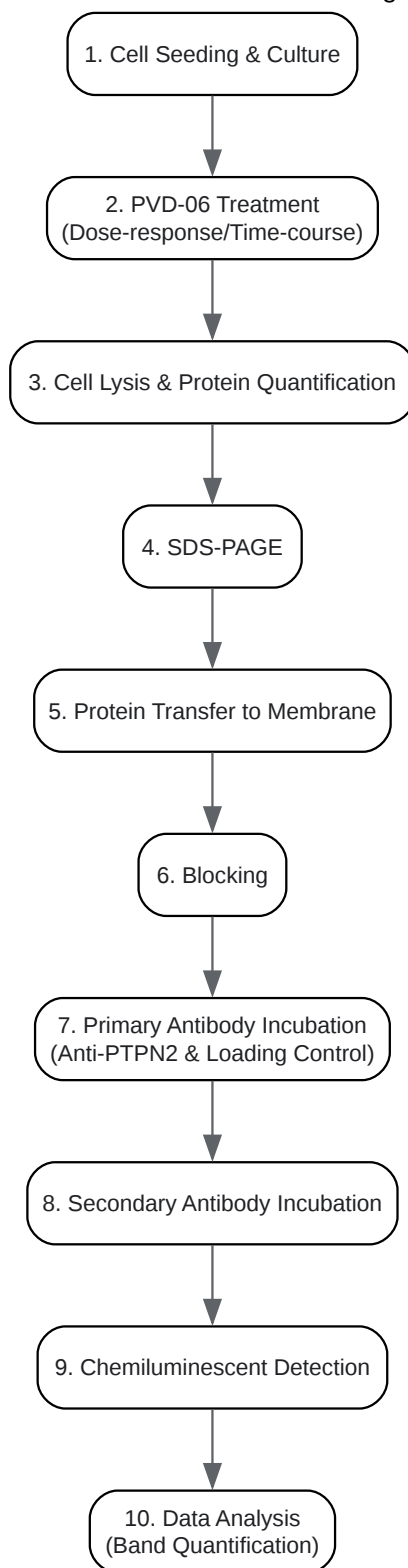 1. Cell Seeding & Culture
2. PVD-06 Treatment
(Dose-response/Time-course)
3. Cell Lysis & Protein Quantification
4. SDS-PAGE
5. Protein Transfer to Membrane
6. Blocking
7. Primary Antibody Incubation
(Anti-PTPN2 & Loading Control)
8. Secondary Antibody Incubation
9. Chemiluminescent Detection
10. Data Analysis
(Band Quantification)